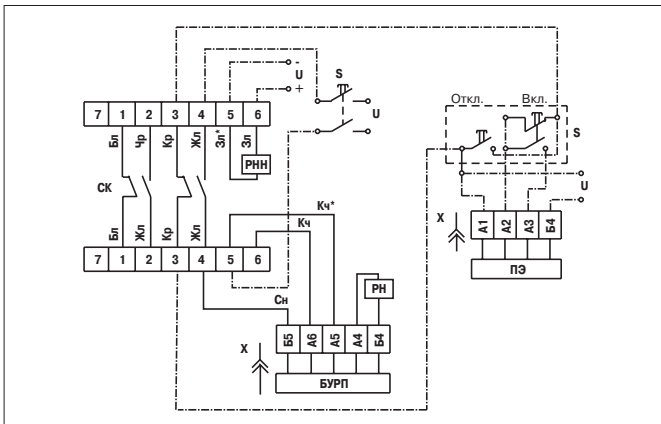 S
U
-
U
+
Откл.
Вкл.
S
7 1 2 3 4 5 6
Бл Чр Кр Жл Зл* Зл
РНН
U
СК
Х
А1 А2 А3 Б4
ПЭ
Кч*
Кч
Бл Жл Кр Жл
7 1 2 3 4 5 6
РН
Сн
Х
Б5 А6 А5 А4 Б4
БУРП